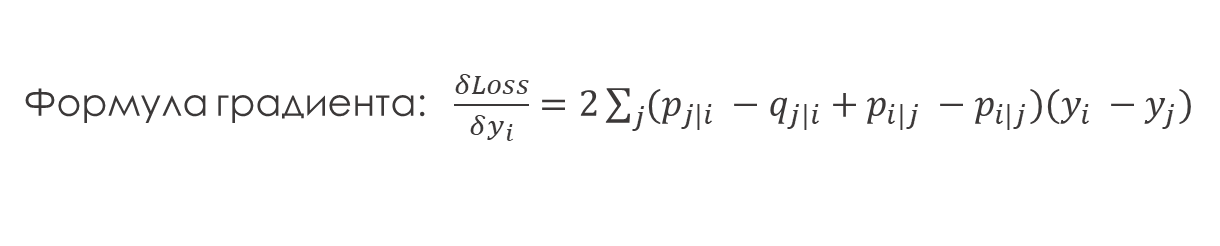 Формула градиента: δLoss/δy_i = 2 ∑_j(p_{j|i} − q_{j|i} + p_{i|j} − p_{i|j})(y_i − y_j)